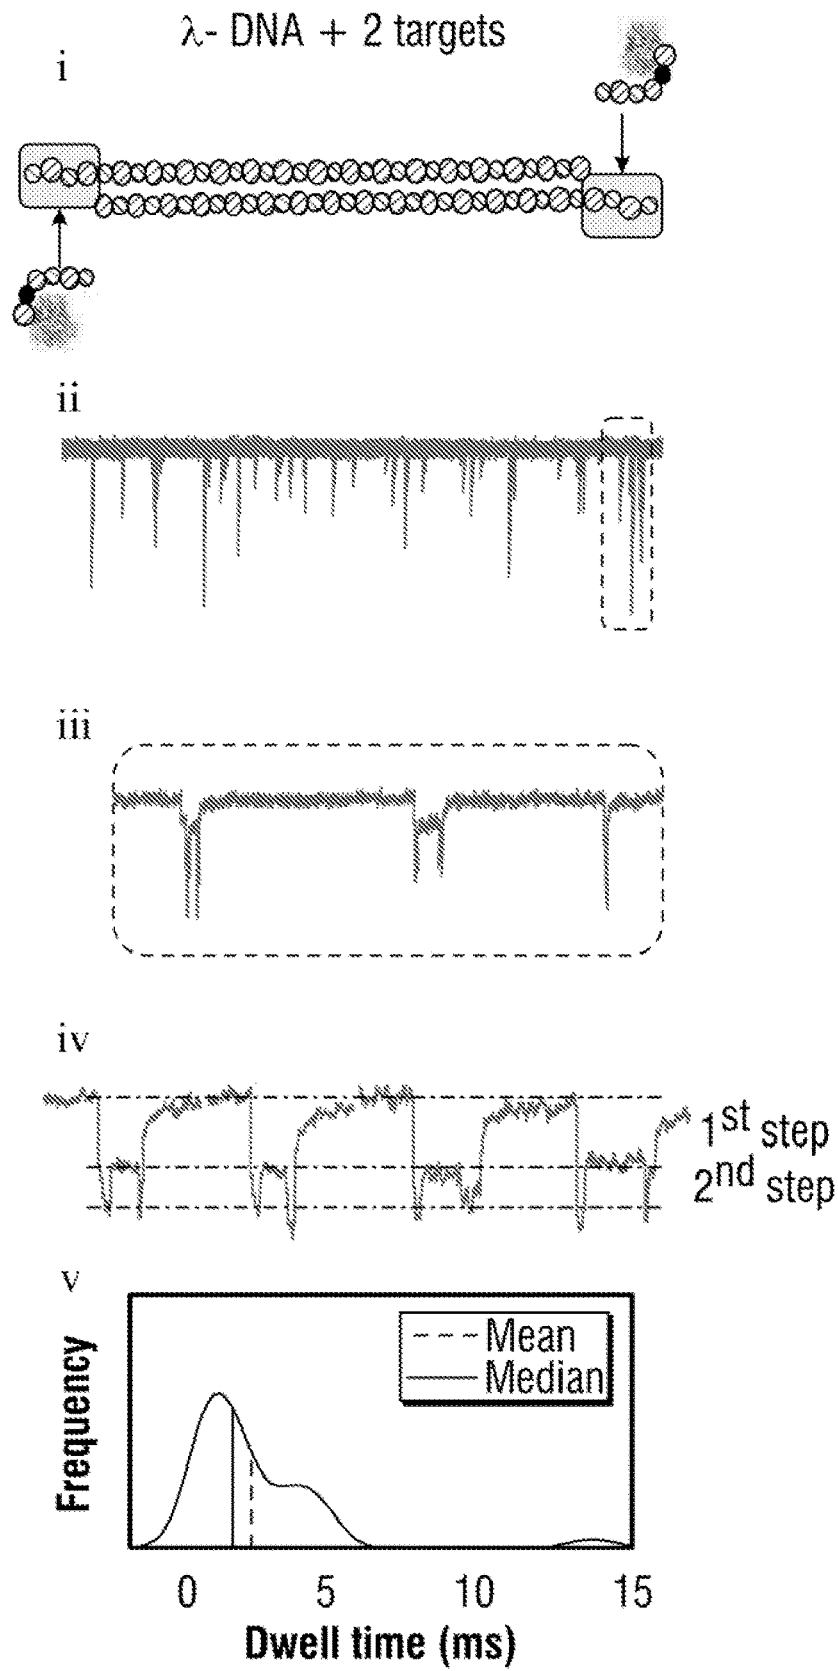 λ- DNA + 2 targets
i
ii
iii
iv
1st step
2nd step
v
Frequency
Mean
Median
0 5 10 15
Dwell time (ms)